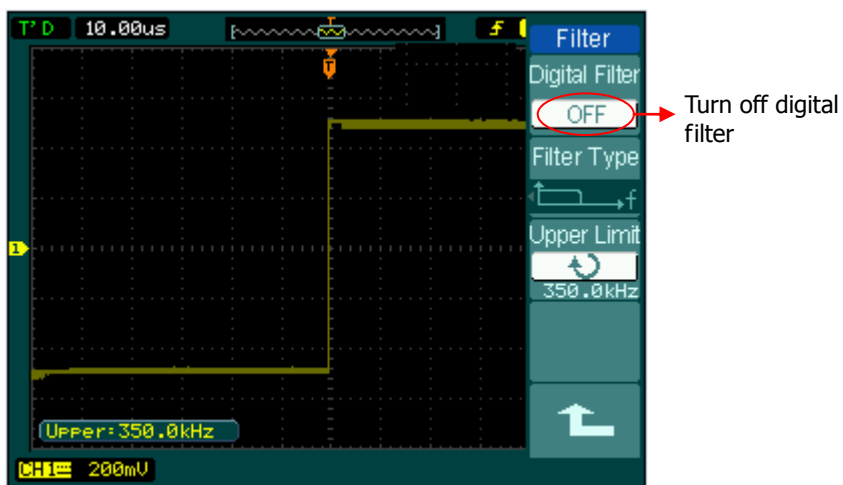 T'D 10.00us
T
T
1
Upper:350.0kHz
CH1 200mV
Filter
Digital Filter
OFF
Filter Type
f
Upper Limit
350.0kHz
Turn off digital
filter